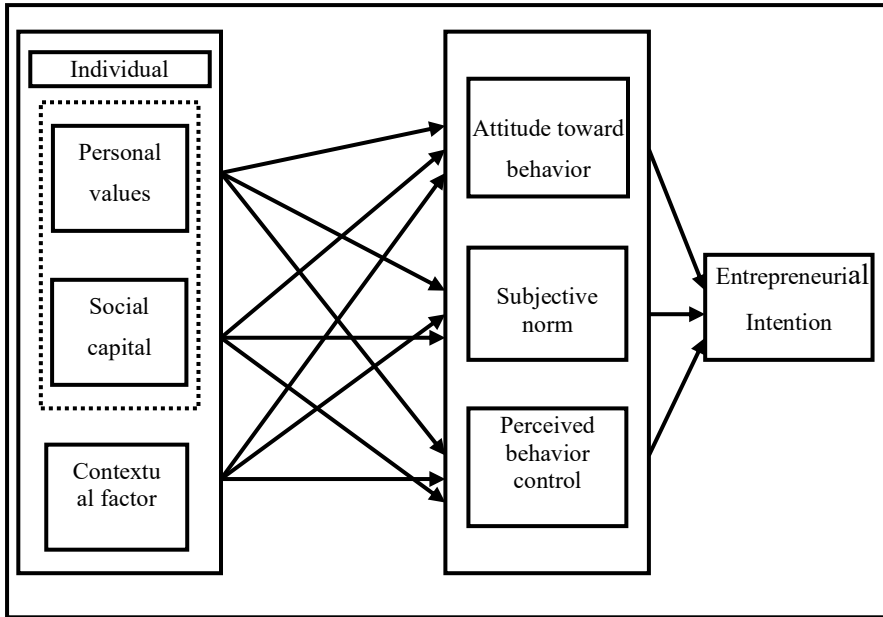 Individual
Personal
values
Social
capital
Contextu
al factor
Attitude toward
behavior
Subjective
norm
Perceived
behavior
control
Entrepreneurial
Intention